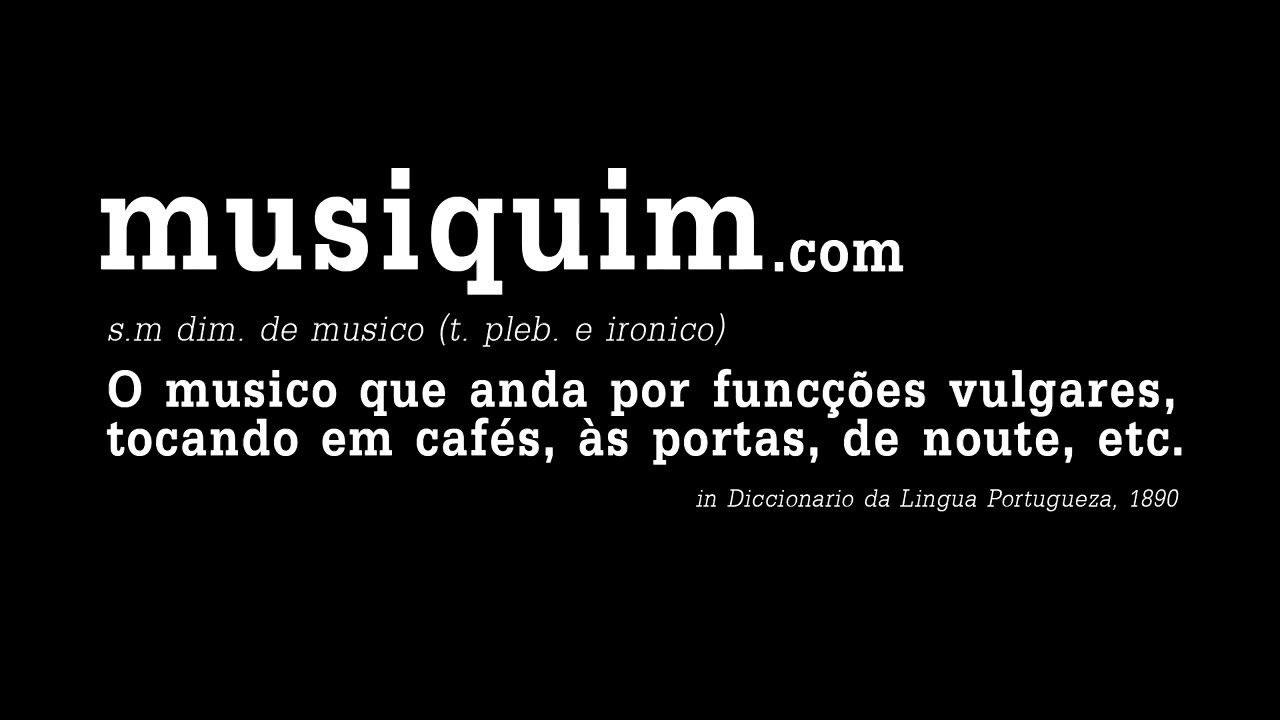 musiquim.com
s.m dim. de musico (t. pleb. e ironico)
O musico que anda por funcções vulgares,
tocando em cafés, às portas, de noute, etc.
in Diccionario da Lingua Portugueza, 1890